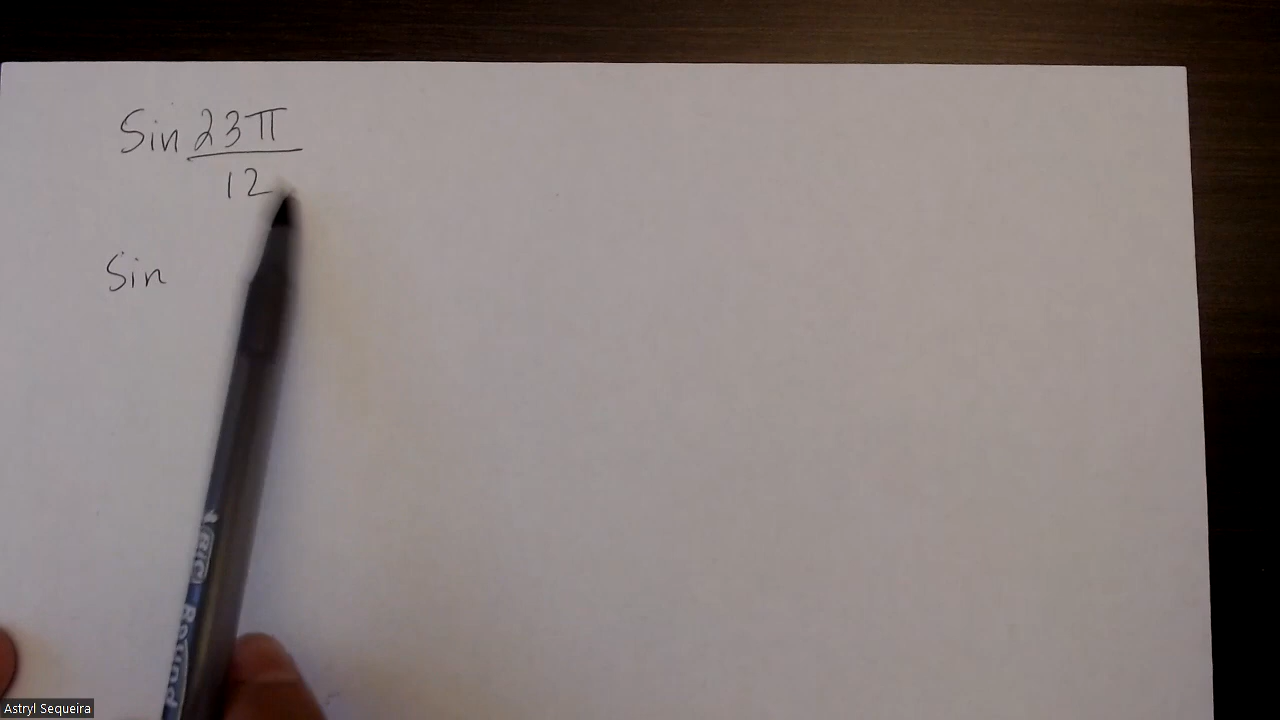 Sin 23π
12
Sin
BIC Round
Astryl Sequeira